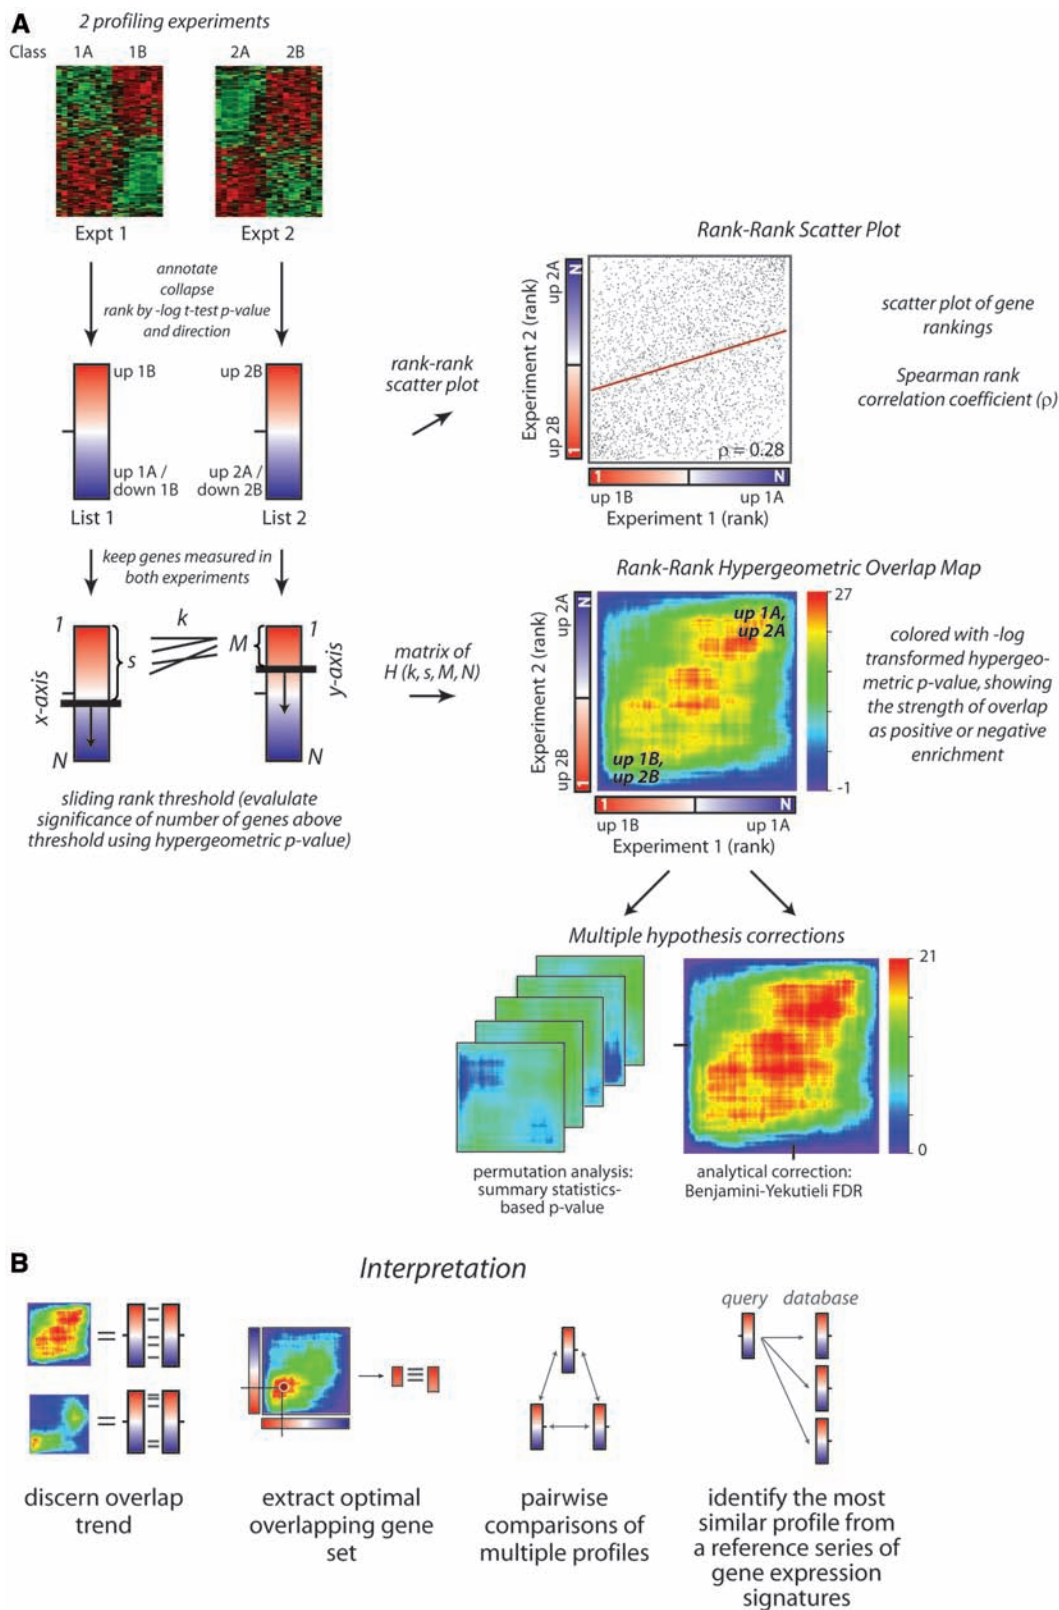 A
2 profiling experiments
Class 1A 1B 2A 2B
Expt 1 Expt 2
annotate
collapse
rank by -log t-test p-value
and direction
up 1B
up 2B
up 1A /
down 1B
up 2A /
down 2B
List 1 List 2
rank-rank
scatter plot
Rank-Rank Scatter Plot
Experiment 2 (rank)
up 2B up 2A
1 N
ρ = 0.28
1 N
up 1B up 1A
Experiment 1 (rank)
scatter plot of gene
rankings
Spearman rank
correlation coefficient (ρ)
keep genes measured in
both experiments
1
s
x-axis
N
k
M
1
y-axis
N
sliding rank threshold (evalulate
significance of number of genes above
threshold using hypergeometric p-value)
matrix of
H (k, s, M, N)
Rank-Rank Hypergeometric Overlap Map
Experiment 2 (rank)
up 2B up 2A
1 N
up 1A,
up 2A
up 1B,
up 2B
27
-1
1 N
up 1B up 1A
Experiment 1 (rank)
colored with -log
transformed hypergeo-
metric p-value, showing
the strength of overlap
as positive or negative
enrichment
Multiple hypothesis corrections
21
0
permutation analysis:
summary statistics-
based p-value
analytical correction:
Benjamini-Yekutieli FDR
B
Interpretation
query database
discern overlap
trend
extract optimal
overlapping gene
set
pairwise
comparisons of
multiple profiles
identify the most
similar profile from
a reference series of
gene expression
signatures